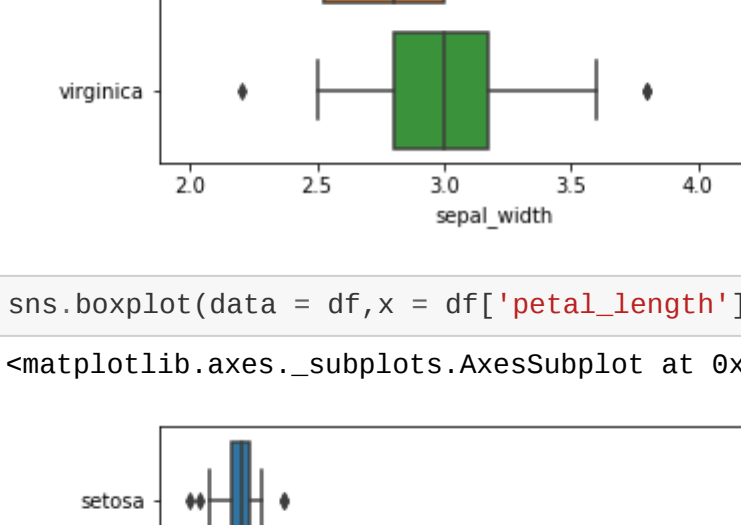 virginica
2.0 2.5 3.0 3.5 4.0
sepal_width
sns.boxplot(data = df,x = df['petal_length']
<matplotlib.axes._subplots.AxesSubplot at 0x
setosa